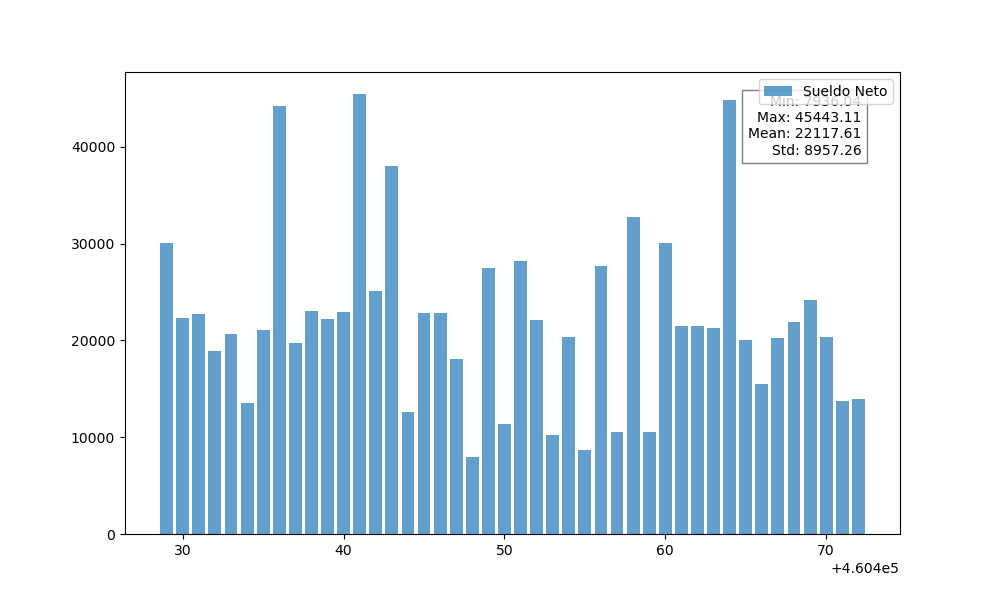 Sueldo Neto
Min: 7936.04
Max: 45443.11
Mean: 22117.61
Std: 8957.26
40000
30000
20000
10000
0
30 40 50 60 70
+4.604e5